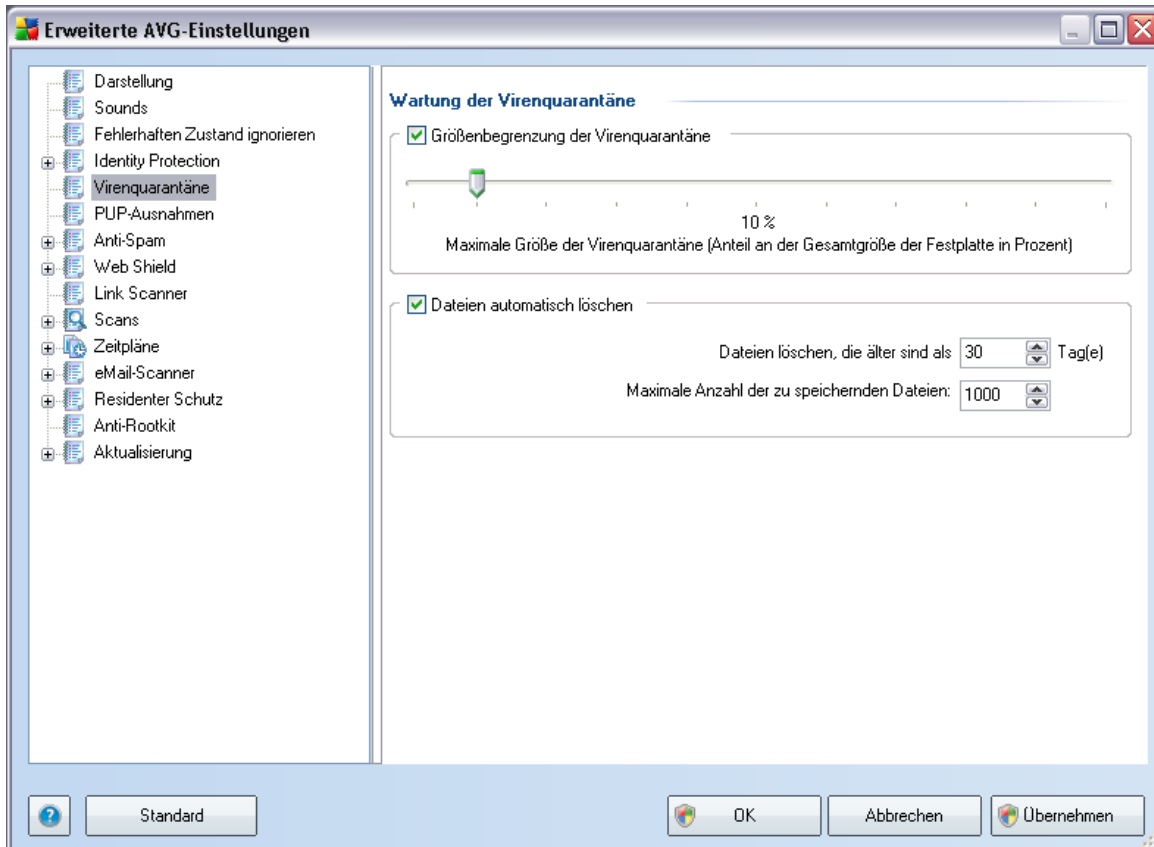 Erweiterte AVG-Einstellungen
Darstellung
Sounds
Fehlerhaften Zustand ignorieren
Identity Protection
Virenquarantäne
PUP-Ausnahmen
Anti-Spam
Web Shield
Link Scanner
Scans
Zeitpläne
eMail-Scanner
Residenter Schutz
Anti-Rootkit
Aktualisierung
Wartung der Virenquarantäne
Größenbegrenzung der Virenquarantäne
10 %
Maximale Größe der Virenquarantäne (Anteil an der Gesamtgröße der Festplatte in Prozent)
Dateien automatisch löschen
Dateien löschen, die älter sind als 30 Tag(e)
Maximale Anzahl der zu speichernden Dateien: 1000
Standard
OK
Abbrechen
Übernehmen